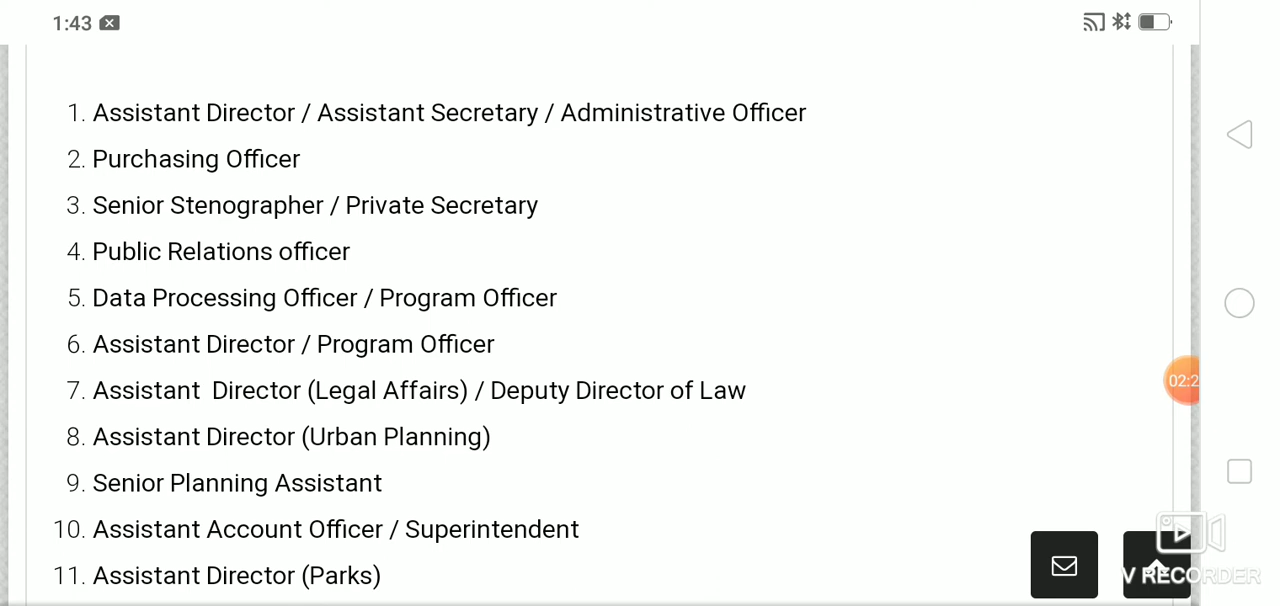 1:43
1. Assistant Director / Assistant Secretary / Administrative Officer
2. Purchasing Officer
3. Senior Stenographer / Private Secretary
4. Public Relations officer
5. Data Processing Officer / Program Officer
6. Assistant Director / Program Officer
7. Assistant  Director (Legal Affairs) / Deputy Director of Law
02:2
8. Assistant Director (Urban Planning)
9. Senior Planning Assistant
10. Assistant Account Officer / Superintendent
11. Assistant Director (Parks)
V RECORDER